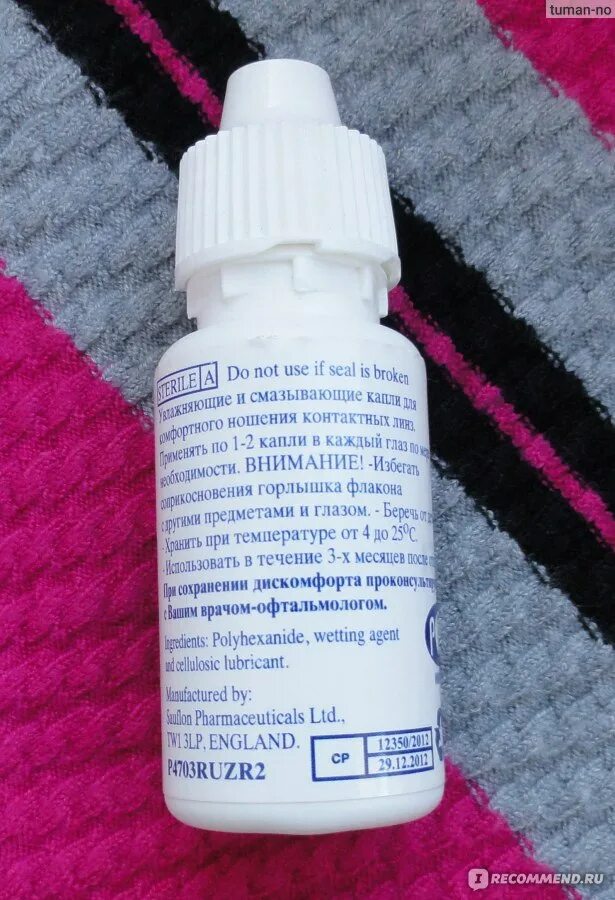 tuman-no
STERILE A Do not use if seal is broken
Увлажняющие и смазывающие капли для
комфортного ношения контактных линз.
Применять по 1-2 капли в каждый глаз по
необходимости. ВНИМАНИЕ! -Избегать
соприкосновения горлышка флакона
с другими предметами и глазом. - Беречь от
-Хранить при температуре от 4 до 25°C.
-Использовать в течение 3-х месяцев после
При сохранении дискомфорта
с Вашим врачом-офтальмологом.
Ingredients: Polyhexanide, wetting agent
and cellulosic lubricant.
Manufactured by:
Sauflon Pharmaceuticals Ltd.,
TW1 3LP, ENGLAND.
P4703RUZR2
СР
12350/2012
29.12.2012
IRECOMMEND.RU